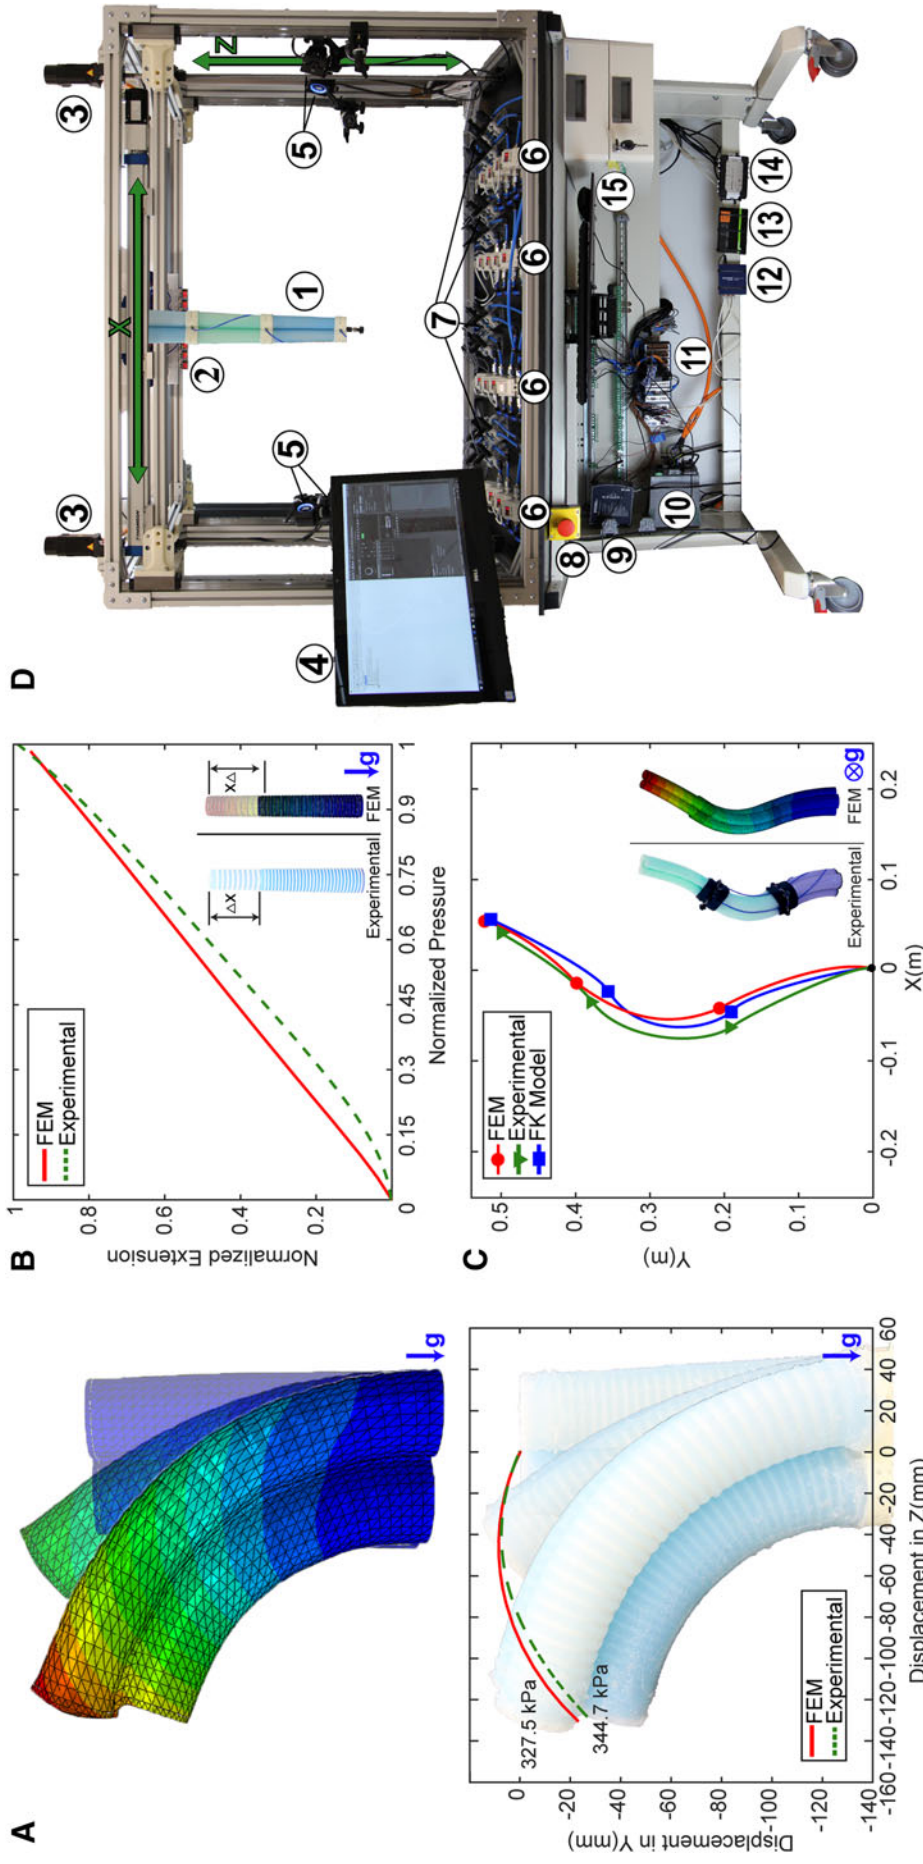 A
g
Displacement in Y(mm)
0
-20
-40
-60
-80
-100
-120
-140
327.5 kPa
344.7 kPa
FEM
Experimental
g
-160
-140
-120
-100
-80
-60
-40
-20
0
20
40
60
Displacement in Z(mm)
B
Normalized Extension
1
0.8
0.6
0.4
0.2
FEM
Experimental
ΔX
ΔX
Experimental
FEM
g
0
0.15
0.3
0.45
0.6
0.75
0.9
1
Normalized Pressure
C
Y(m)
0.5
0.4
0.3
0.2
0.1
0
FEM
Experimental
FK Model
Experimental
FEM
g
-0.2
-0.1
0
0.1
0.2
X(m)
D
3
3
X
Z
2
1
5
5
4
7
6
6
6
6
8
9
10
11
15
12
13
14